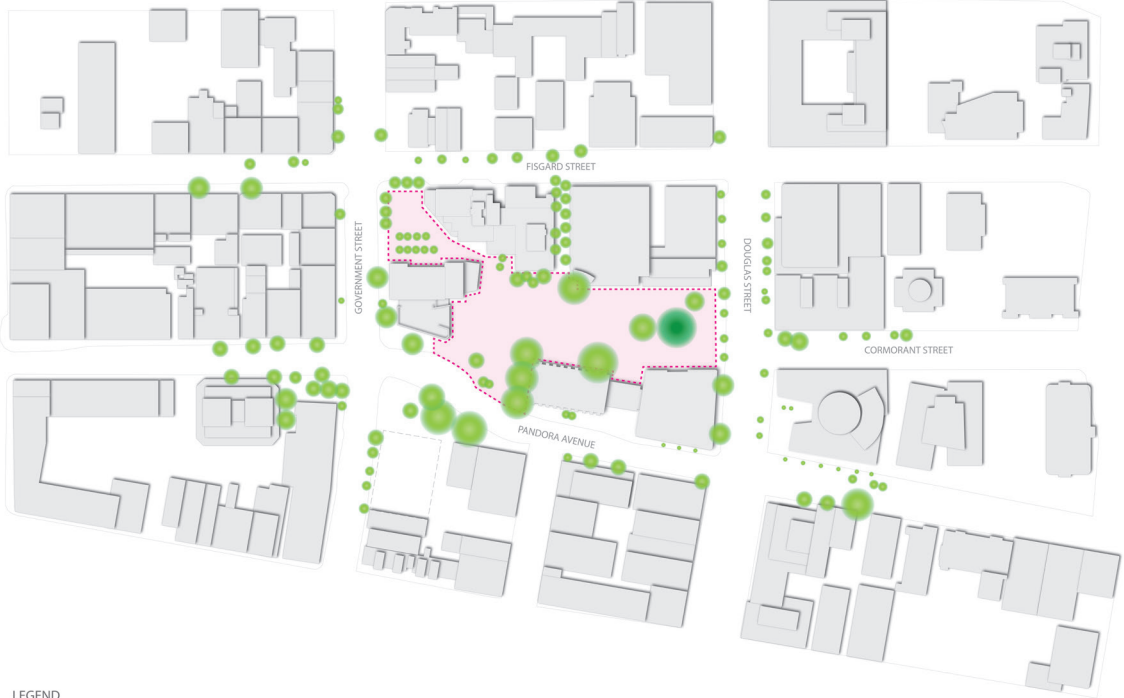 FISGARD STREET
GOVERNMENT STREET
DOUGLAS STREET
CORMORANT STREET
PANDORA AVENUE
LEGEND